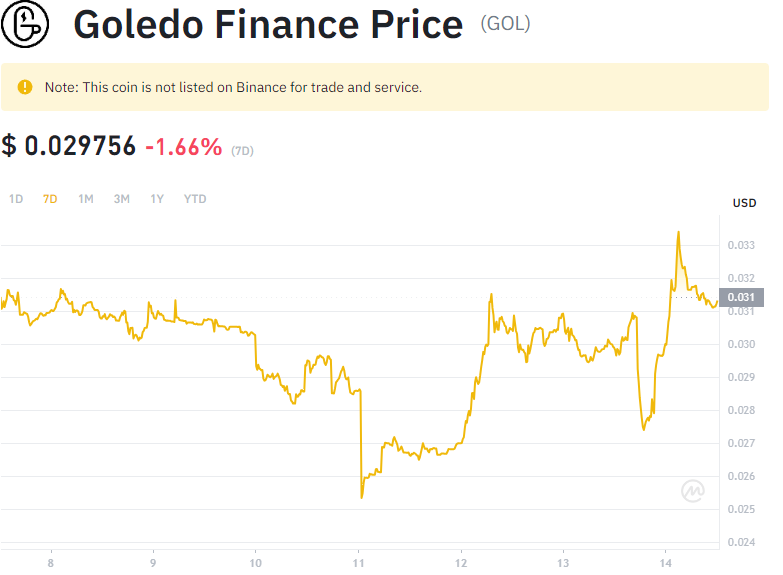 Goledo Finance Price (GOL)
Note: This coin is not listed on Binance for trade and service.
$ 0.029756 -1.66% (7D)
1D 7D 1M 3M 1Y YTD
USD
0.033
0.032
0.031
0.031
0.030
0.029
0.028
0.027
0.026
0.025
0.024
8 9 10 11 12 13 14